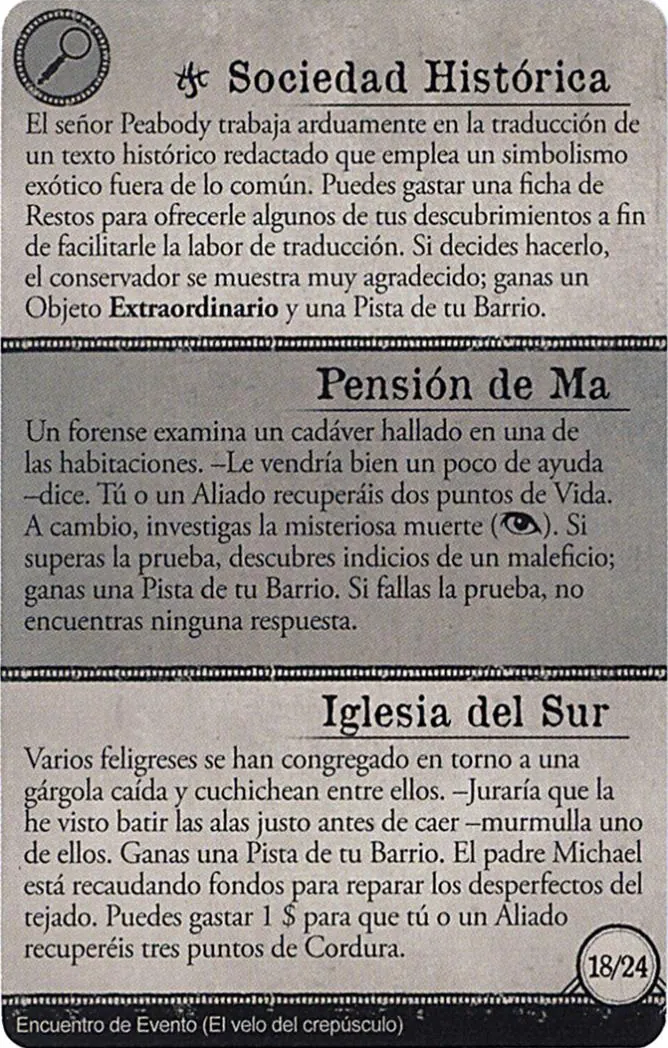 Sociedad Histórica
El señor Peabody trabaja arduamente en la traducción de
un texto histórico redactado que emplea un simbolismo
exótico fuera de lo común. Puedes gastar una ficha de
Restos para ofrecerle algunos de tus descubrimientos a fin
de facilitarle la labor de traducción. Si decides hacerlo,
el conservador se muestra muy agradecido; ganas un
Objeto Extraordinario y una Pista de tu Barrio.
Pensión de Ma
Un forense examina un cadáver hallado en una de
las habitaciones. –Le vendría bien un poco de ayuda
–dice. Tú o un Aliado recuperáis dos puntos de Vida.
A cambio, investigas la misteriosa muerte (). Si
superas la prueba, descubres indicios de un maleficio;
ganas una Pista de tu Barrio. Si fallas la prueba, no
encuentras ninguna respuesta.
Iglesia del Sur
Varios feligreses se han congregado en torno a una
gárgola caída y cuchichean entre ellos. –Juraría que la
he visto batir las alas justo antes de caer –murmulla uno
de ellos. Ganas una Pista de tu Barrio. El padre Michael
está recaudando fondos para reparar los desperfectos del
tejado. Puedes gastar 1 $ para que tú o un Aliado
recuperéis tres puntos de Cordura.
18/24
Encuentro de Evento (El velo del crepúsculo)